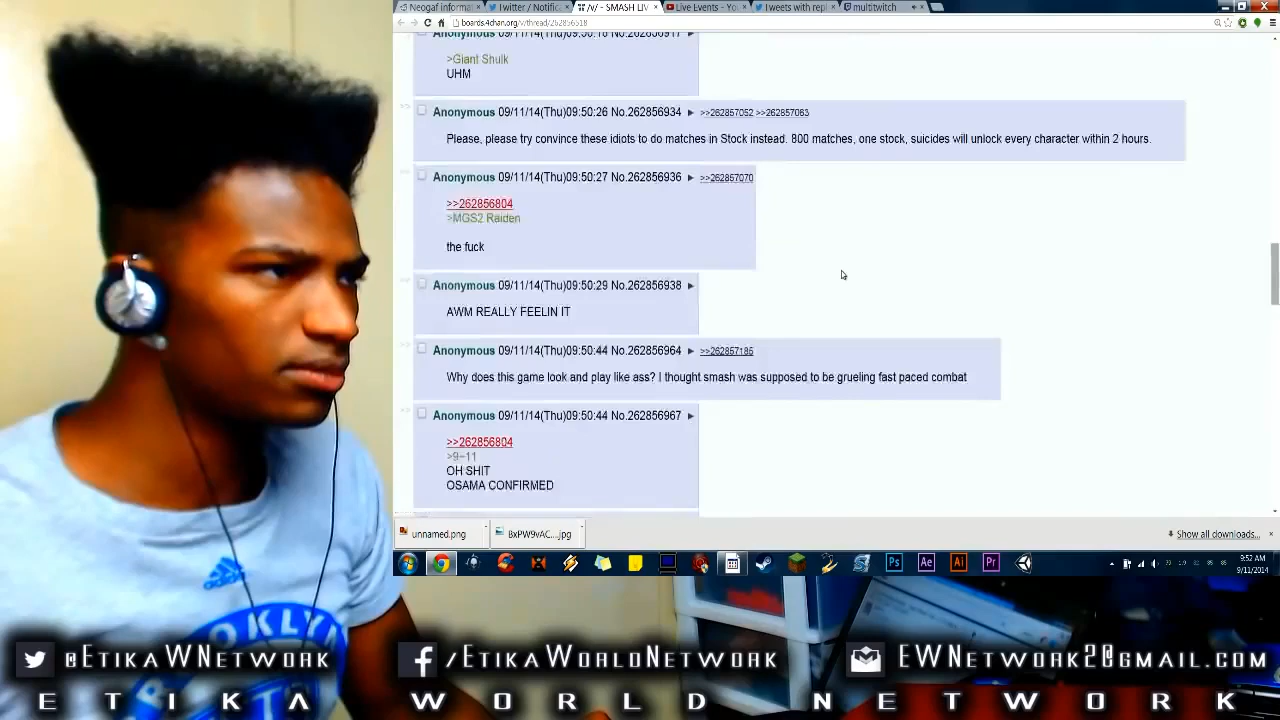 Neogaf informat
Twitter / Notific
/v/ - SMASH LIV
Live Events - Yo
Tweets with repl
multitwitch
boards.4chan.org/v/thread/262856518
>Giant Shulk
UHM
Anonymous 09/11/14(Thu)09:50:26 No.262856934 ▶ >>262857052 >>262857063
Please, please try convince these idiots to do matches in Stock instead. 800 matches, one stock, suicides will unlock every character within 2 hours.
Anonymous 09/11/14(Thu)09:50:27 No.262856936 ▶ >>262857070
>>262856804
>MGS2 Raiden
the fuck
Anonymous 09/11/14(Thu)09:50:29 No.262856938 ▶
AWM REALLY FEELIN IT
Anonymous 09/11/14(Thu)09:50:44 No.262856964 ▶ >>262857185
Why does this game look and play like ass? I thought smash was supposed to be grueling fast paced combat
Anonymous 09/11/14(Thu)09:50:44 No.262856967 ▶
>>262856804
>9-11
OH SHIT
OSAMA CONFIRMED
unnamed.png
BxPW9vAC....jpg
Show all downloads...
Ps
Ae
Ai
Pr
9:52 AM
9/11/2014
adidas
BROOKLYN
@EtikaWNetwork
/EtikaWorldNetwork
EWNetwork2@gmail.com
ETIKA WORLD NETWORK